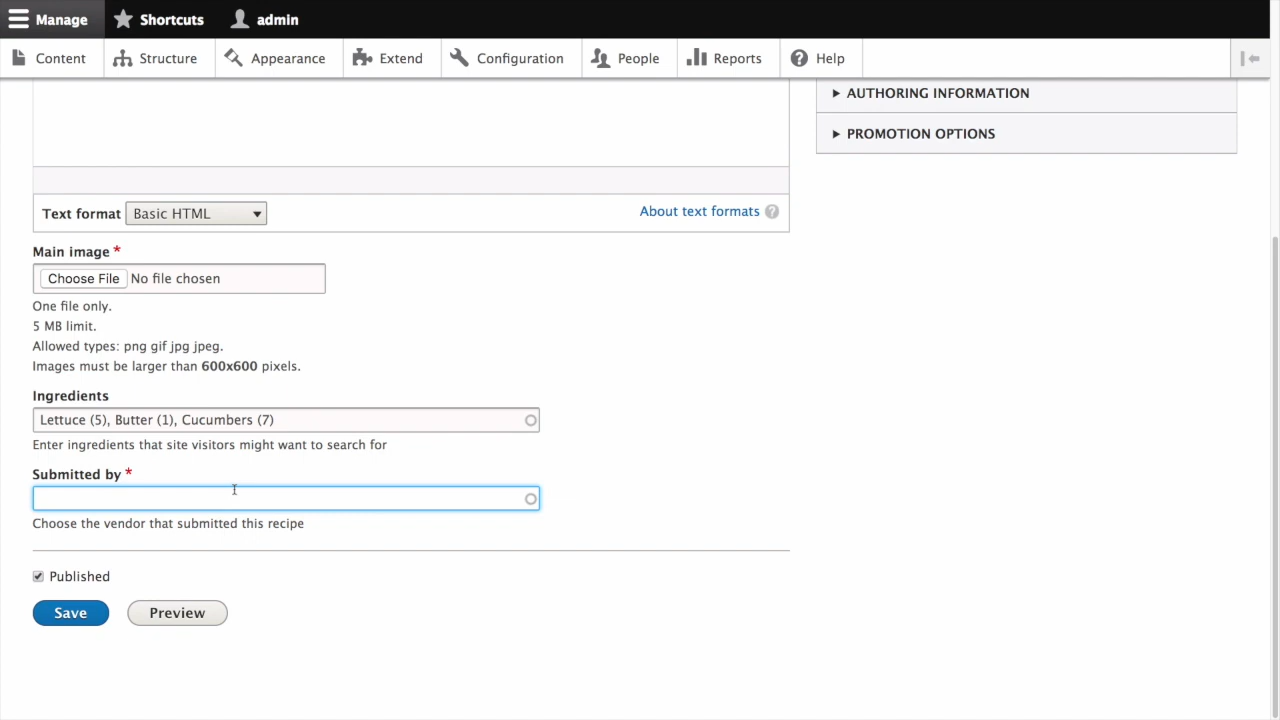 Manage Shortcuts admin
Content Structure Appearance Extend Configuration People Reports Help
AUTHORING INFORMATION
PROMOTION OPTIONS
Text format Basic HTML About text formats ?
Main image *
Choose File No file chosen
One file only.
5 MB limit.
Allowed types: png gif jpg jpeg.
Images must be larger than 600x600 pixels.
Ingredients
Lettuce (5), Butter (1), Cucumbers (7)
Enter ingredients that site visitors might want to search for
Submitted by *
Choose the vendor that submitted this recipe
Published
Save Preview